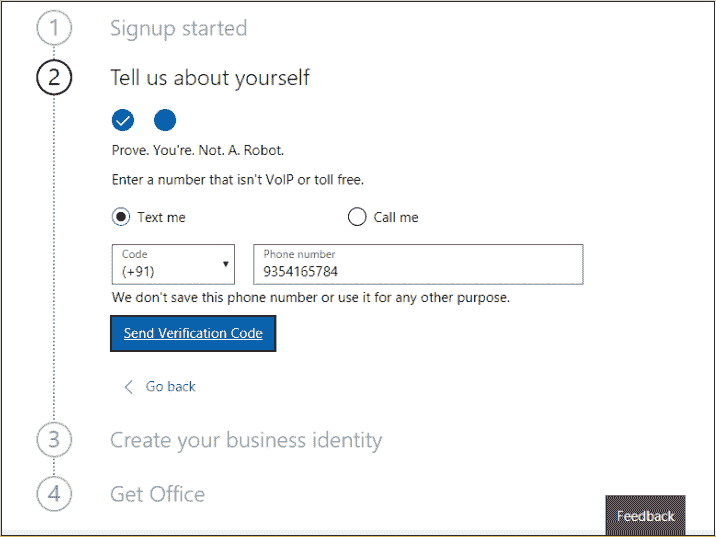 1 Signup started
2 Tell us about yourself
Prove. You're. Not. A. Robot.
Enter a number that isn't VoIP or toll free.
Text me Call me
Code Phone number
(+91) 9354165784
We don't save this phone number or use it for any other purpose.
Send Verification Code
Go back
3 Create your business identity
4 Get Office
Feedback